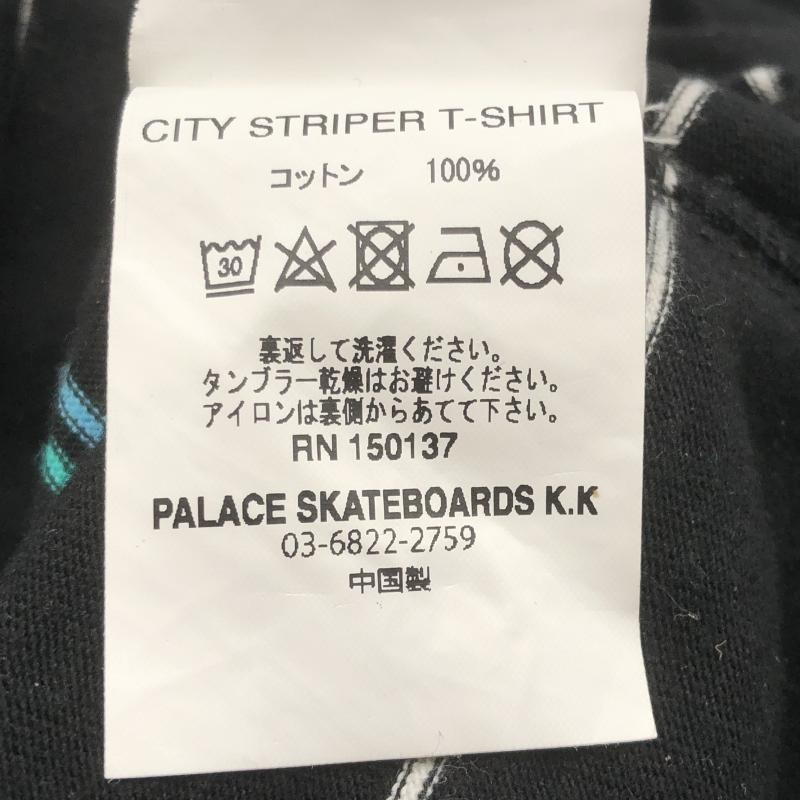 CITY STRIPER T-SHIRT
コットン 100%
30
裏返して洗濯ください。
タンブラー乾燥はお避けください。
アイロンは裏側からあてて下さい。
RN 150137
PALACE SKATEBOARDS K.K
03-6822-2759
中国製